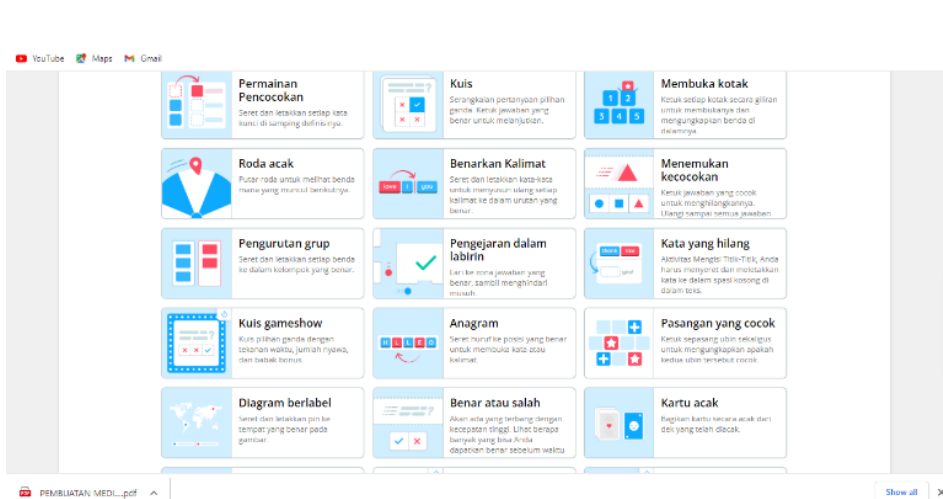 YouTube Maps Gmail
Permainan
Pencocokan
Seret dan letakkan setiap kata
kunci di samping definisinya.
Kuis
Serangkaian pertanyaan pilihan
ganda. Ketuk jawaban yang
benar untuk melanjutkan.
Membuka kotak
Ketuk setiap kotak secara giliran
untuk membukanya dan
mengungkapkan benda di
dalamnya.
1 2
3 4 5
Roda acak
Putar roda untuk melihat benda
mana yang muncul berikutnya.
Benarkan Kalimat
Seret dan letakkan kata-kata
untuk menyusun ulang setiap
kalimat ke dalam urutan yang
benar.
love I you
Menemukan
kecocokan
Ketuk jawaban yang cocok
untuk menghilangkannya.
Ulangi sampai semua jawaban
Pengurutan grup
Seret dan letakkan setiap benda
ke dalam kelompok yang benar.
Pengejaran dalam
labirin
Lari ke zona jawaban yang
benar, sambil menghindari
musuh.
Kata yang hilang
Aktivitas Mengisi Titik-Titik, Anda
harus menyeret dan meletakkan
kata ke dalam spasi kosong di
dalam teks.
thank
you!
Kuis gameshow
Kuis pilihan ganda dengan
tekanan waktu, jumlah nyawa,
dan babak bonus.
Anagram
Seret huruf ke posisi yang benar
untuk membuka kata atau
kalimat.
H L L E O
Pasangan yang cocok
Ketuk sepasang ubin sekaligus
untuk mengungkapkan apakah
kedua ubin tersebut cocok.
Diagram berlabel
Seret dan letakkan pin ke
tempat yang benar pada
gambar.
Benar atau salah
Akan ada yang terbang dengan
kecepatan tinggi. Lihat berapa
banyak yang bisa Anda
dapatkan benar sebelum waktu
Kartu acak
Bagikan kartu secara acak dari
dek yang telah diacak.
PEMBUATAN MEDI....pdf
Show all